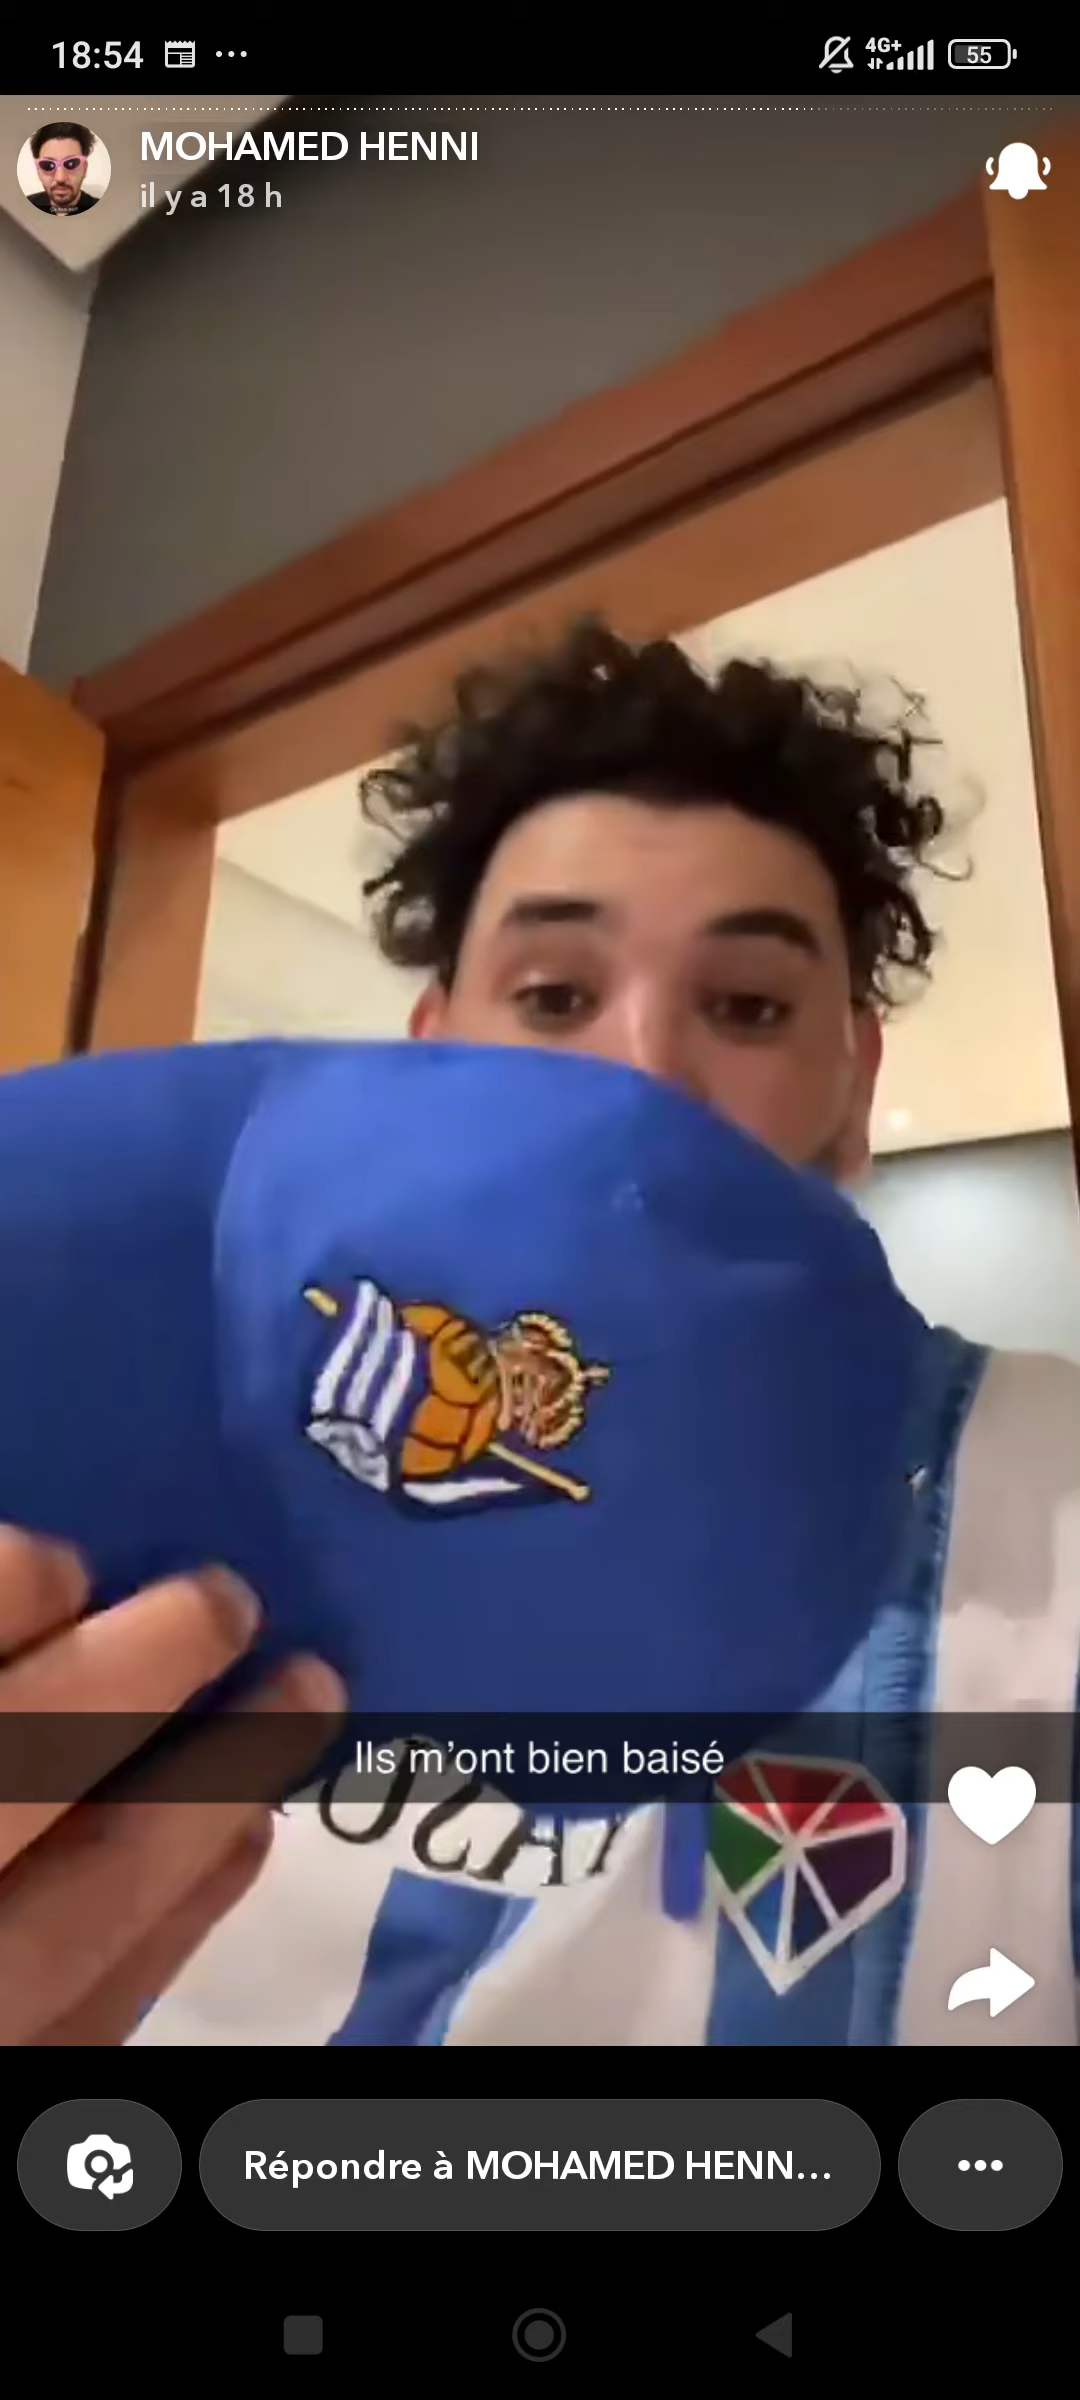 18:54
4G+
55
MOHAMED HENNI
il y a 18 h
Ils m'ont bien baisé
Répondre à MOHAMED HENN...